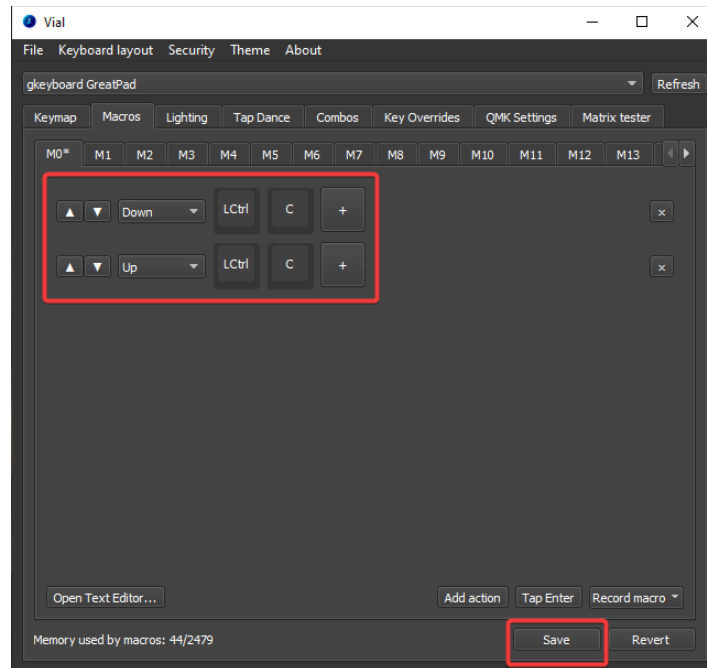 Vial
File Keyboard layout Security Theme About
gkeyboard GreatPad Refresh
Keymap Macros Lighting Tap Dance Combos Key Overrides QMK Settings Matrix tester
M0* M1 M2 M3 M4 M5 M6 M7 M8 M9 M10 M11 M12 M13
Down LCtrl C + x
Up LCtrl C + x
Open Text Editor... Add action Tap Enter Record macro
Memory used by macros: 44/2479 Save Revert